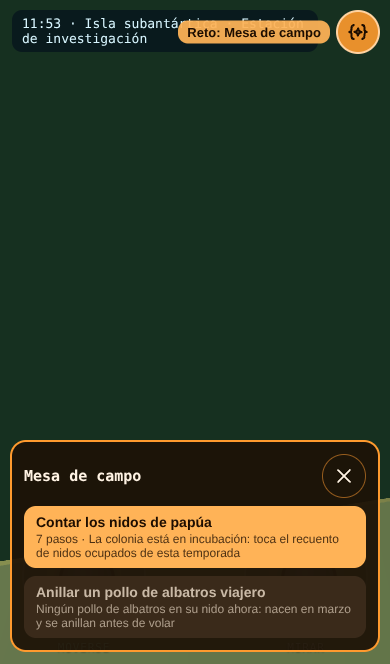 11:53 · Isla subantártica · Estación
de investigación
Reto: Mesa de campo
Mesa de campo
Contar los nidos de papúa
7 pasos · La colonia está en incubación: toca el recuento
de nidos ocupados de esta temporada
Anillar un pollo de albatros viajero
Ningún pollo de albatros en su nido ahora: nacen en marzo
y se anillan antes de volar